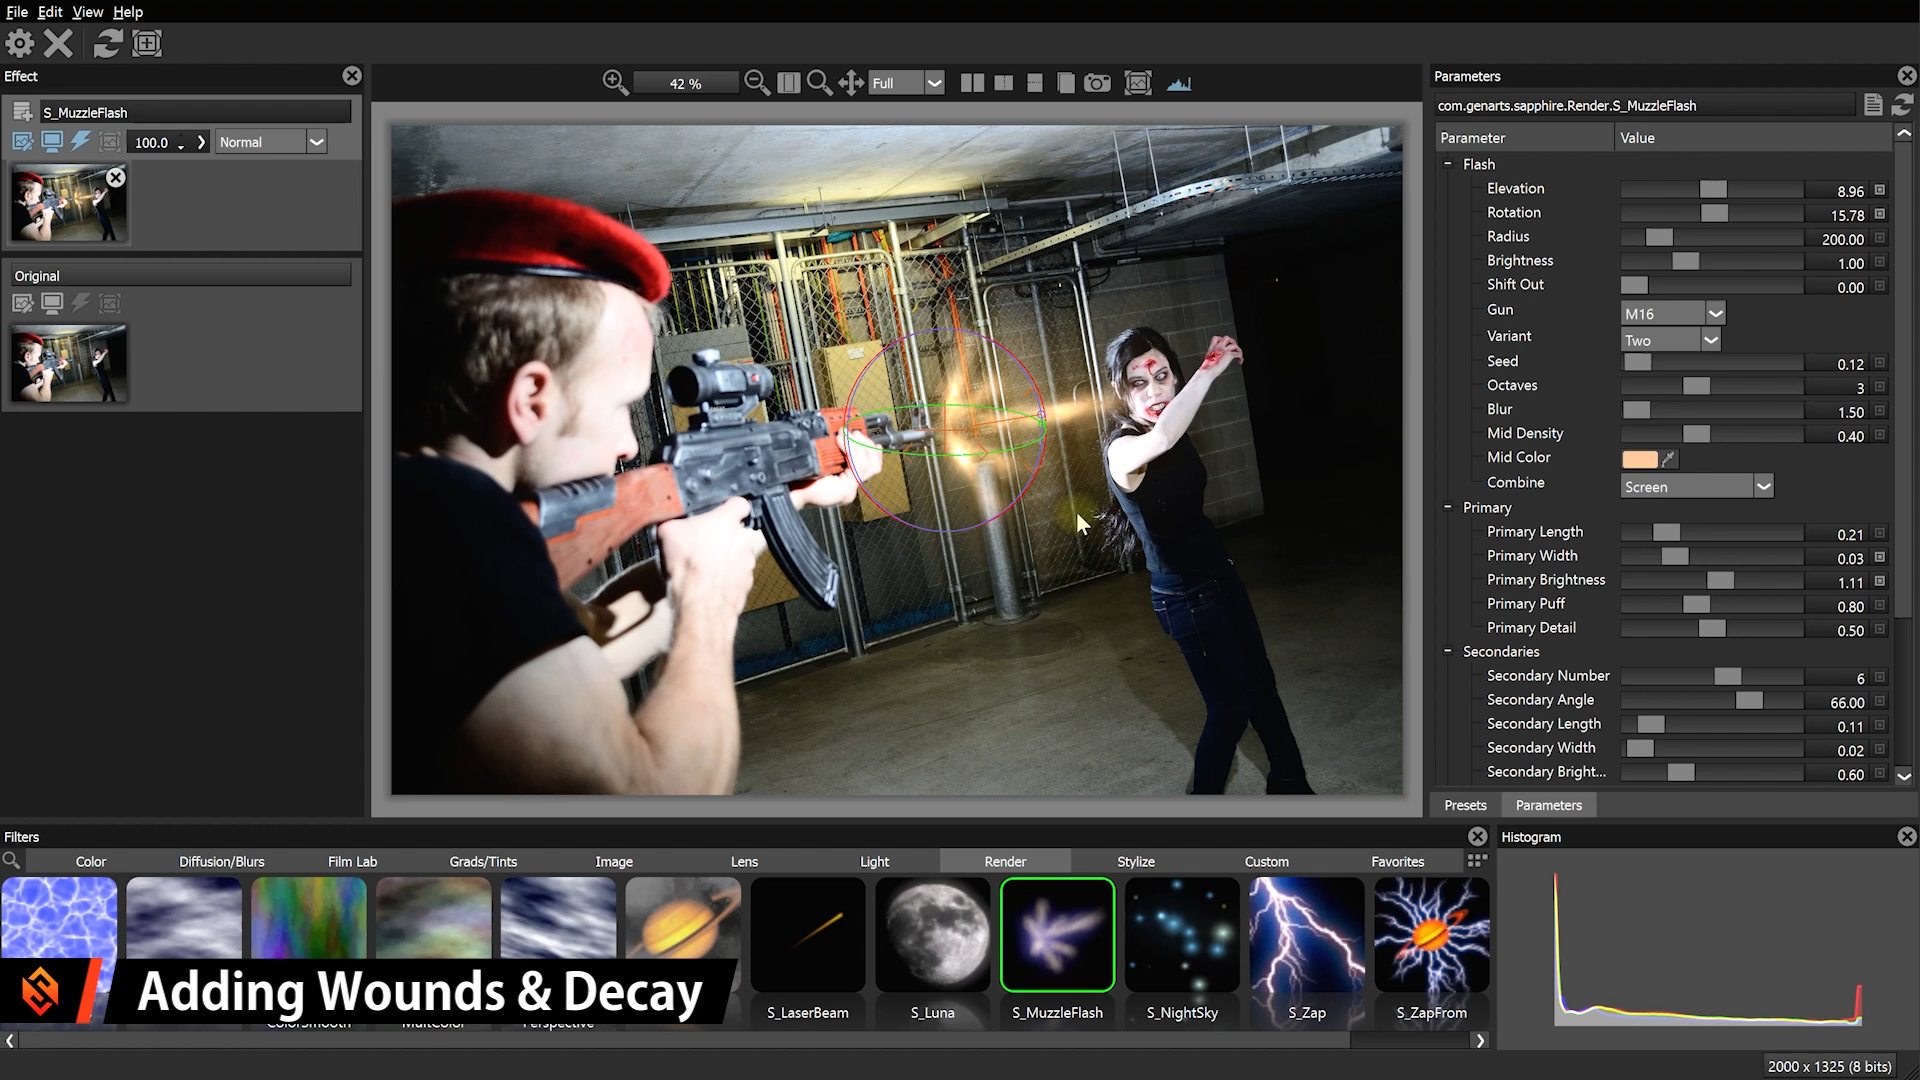 File Edit View Help
Effect
S_MuzzleFlash
100.0 Normal
Original
42 % Full
Parameters
com.genarts.sapphire.Render.S_MuzzleFlash
Parameter Value
Flash
Elevation 8.96
Rotation 15.78
Radius 200.00
Brightness 1.00
Shift Out 0.00
Gun M16
Variant Two
Seed 0.12
Octaves 3
Blur 1.50
Mid Density 0.40
Mid Color
Combine Screen
Primary
Primary Length 0.21
Primary Width 0.03
Primary Brightness 1.11
Primary Puff 0.80
Primary Detail 0.50
Secondaries
Secondary Number 6
Secondary Angle 66.00
Secondary Length 0.11
Secondary Width 0.02
Secondary Bright... 0.60
Presets Parameters
Filters
Color Diffusion/Blurs Film Lab Grads/Tints Image Lens Light Render Stylize Custom Favorites
S_LaserBeam S_Luna S_MuzzleFlash S_NightSky S_Zap S_ZapFrom
Adding Wounds & Decay
Perspective
Histogram
2000 x 1325 (8 bits)